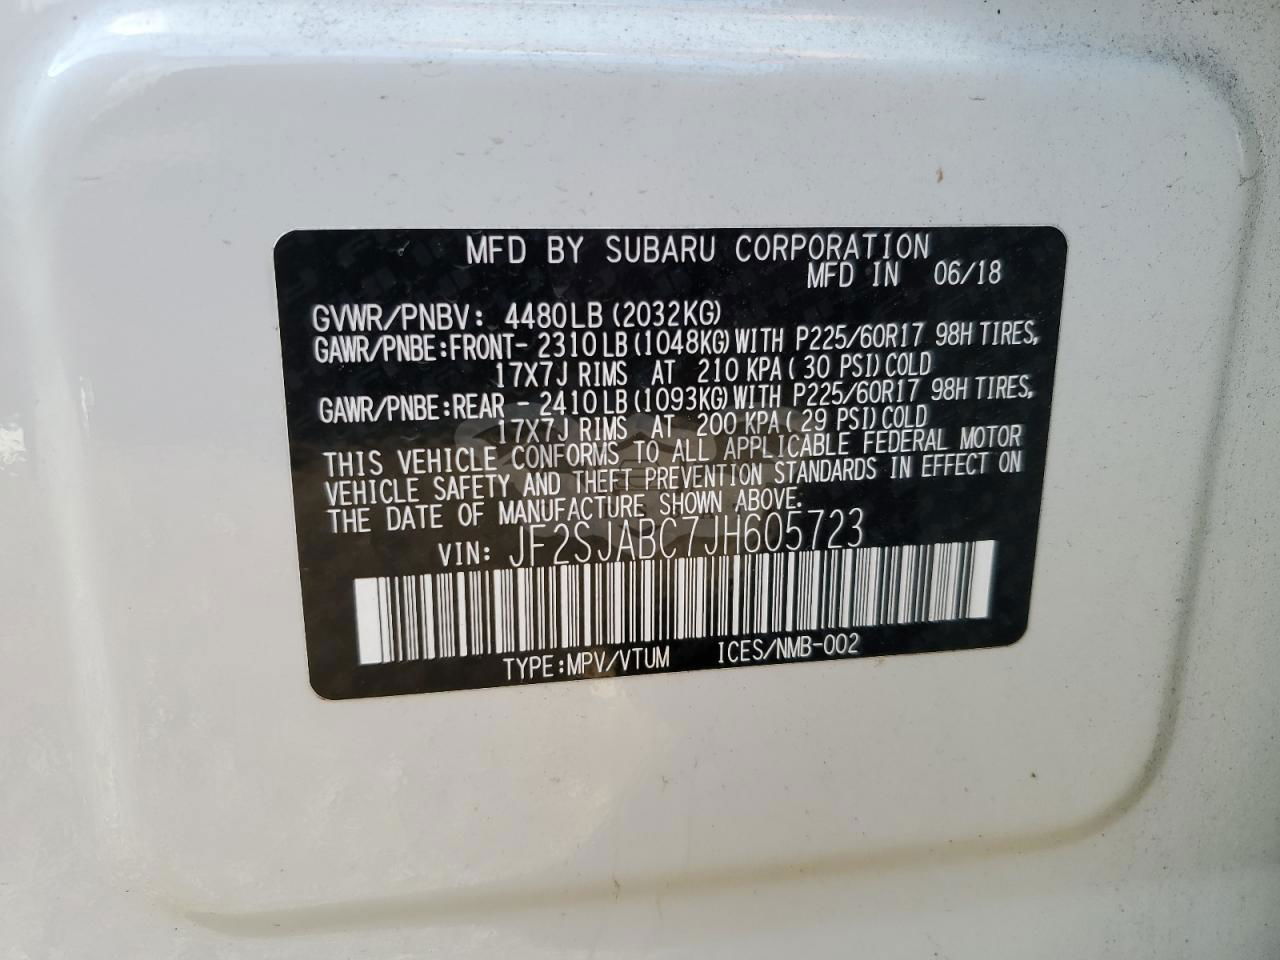 MFD BY SUBARU CORPORATION
MFD IN 06/18
GVWR/PNBV: 4480LB (2032KG)
GAWR/PNBE:FRONT- 2310LB (1048KG) WITH P225/60R17 98H TIRES,
17X7J RIMS AT 210 KPA( 30 PSI) COLD
GAWR/PNBE:REAR - 2410LB (1093KG) WITH P225/60R17 98H TIRES,
17X7J RIMS AT 200 KPA( 29 PSI) COLD
THIS VEHICLE CONFORMS TO ALL APPLICABLE FEDERAL MOTOR
VEHICLE SAFETY AND THEFT PREVENTION STANDARDS IN EFFECT ON
THE DATE OF MANUFACTURE SHOWN ABOVE.
VIN: JF2SJABC7JH605723
TYPE:MPV/VTUM ICES/NMB-002